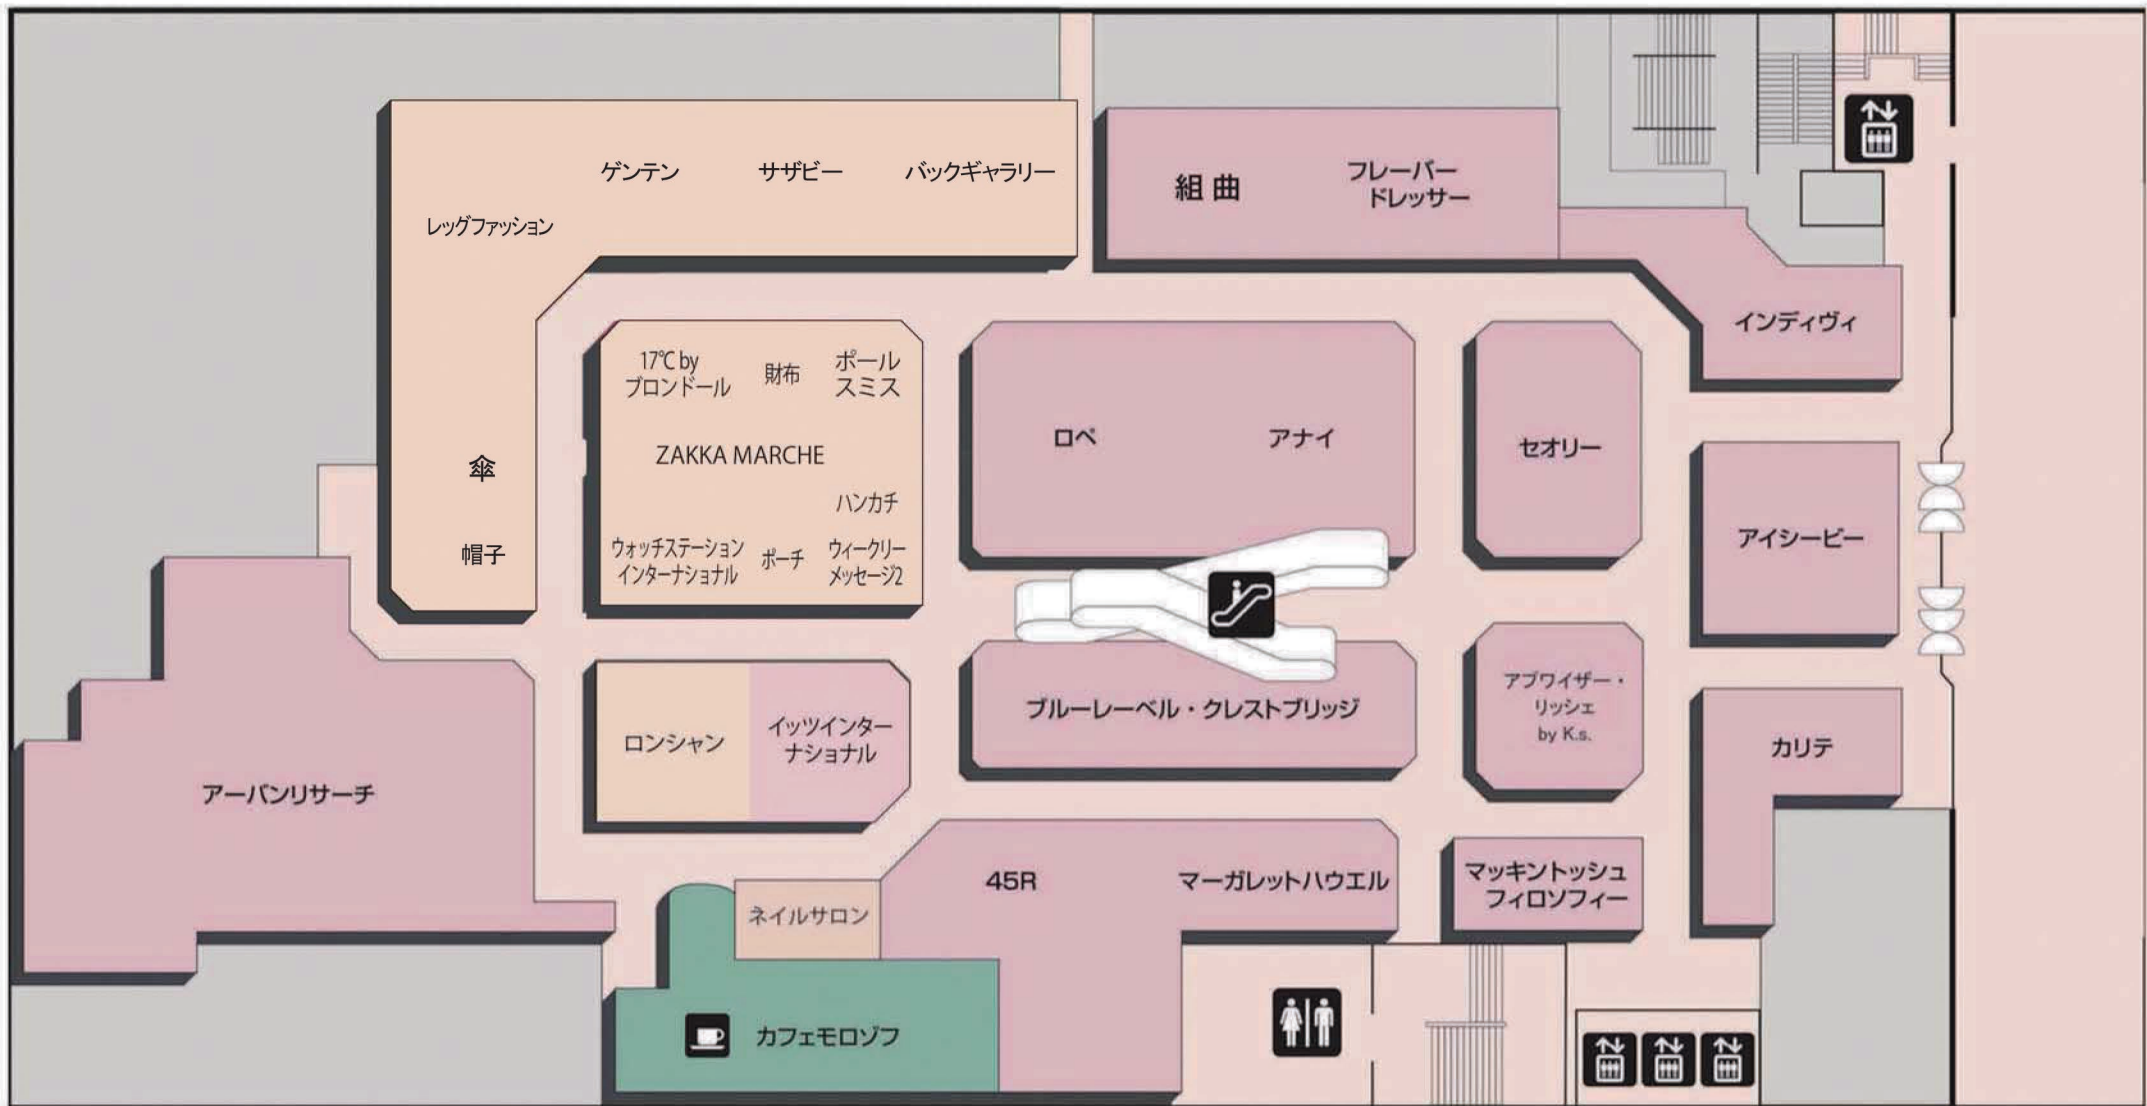 ゲンテン
サザビー
バックギャラリー
レッグファッション
組曲
フレーバー
ドレッサー
インディヴィ
17℃ by
ブロンドール
財布
ポール
スミス
ZAKKA MARCHE
ハンカチ
ウォッチステーション
インターナショナル
ポーチ
ウィークリー
メッセージ2
傘
帽子
ロペ
アナイ
セオリー
アイシービー
アーバンリサーチ
ロンシャン
イッツインター
ナショナル
ブルーレーベル・クレストブリッジ
アプワイザー・
リッシェ
by K.s.
カリテ
ネイルサロン
45R
マーガレットハウエル
マッキントッシュ
フィロソフィー
カフェモロゾフ